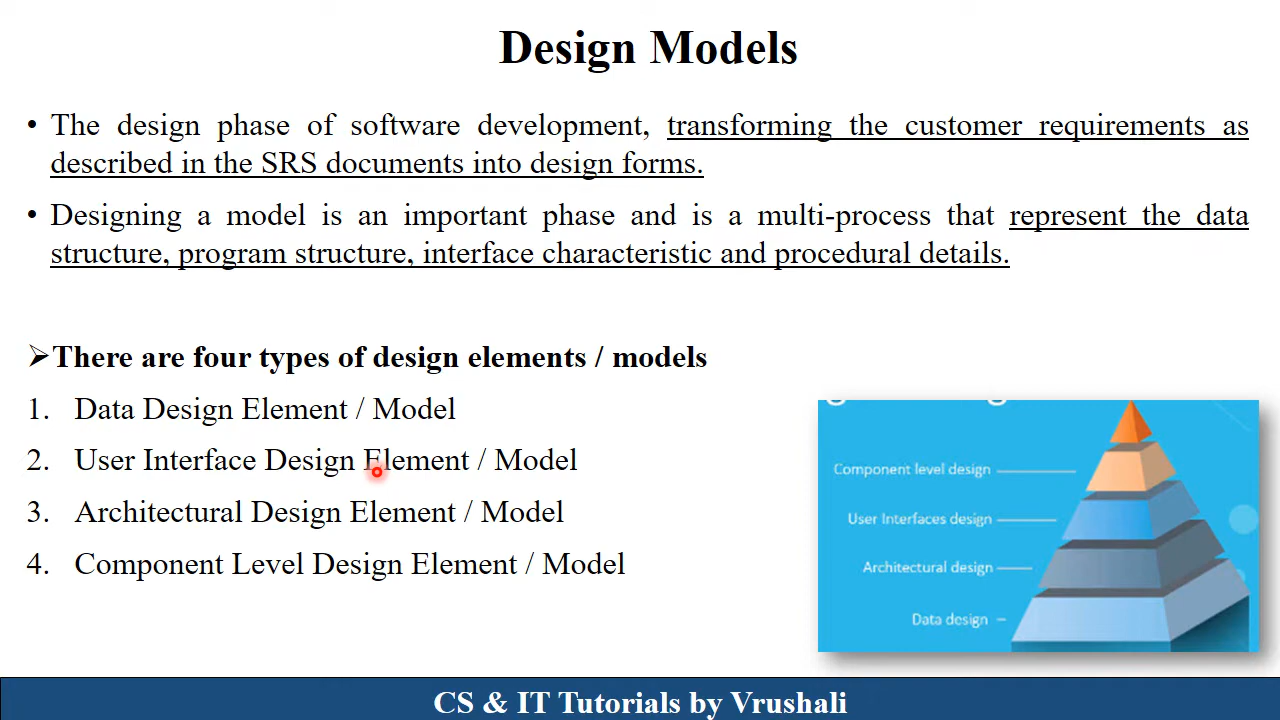 Design Models
• The design phase of software development, transforming the customer requirements as
described in the SRS documents into design forms.
• Designing a model is an important phase and is a multi-process that represent the data
structure, program structure, interface characteristic and procedural details.
➢There are four types of design elements / models
1. Data Design Element / Model
2. User Interface Design Element / Model
3. Architectural Design Element / Model
4. Component Level Design Element / Model
Component level design
User Interfaces design
Architectural design
Data design
CS & IT Tutorials by Vrushali